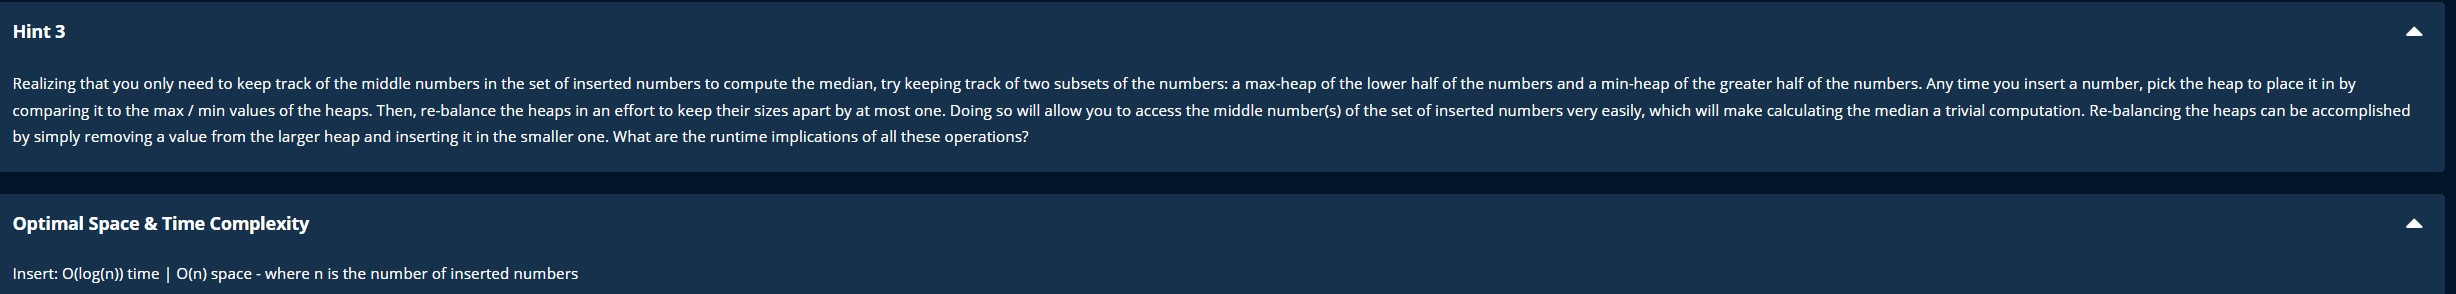 Hint 3
Realizing that you only need to keep track of the middle numbers in the set of inserted numbers to compute the median, try keeping track of two subsets of the numbers: a max-heap of the lower half of the numbers and a min-heap of the greater half of the numbers. Any time you insert a number, pick the heap to place it in by
comparing it to the max / min values of the heaps. Then, re-balance the heaps in an effort to keep their sizes apart by at most one. Doing so will allow you to access the middle number(s) of the set of inserted numbers very easily, which will make calculating the median a trivial computation. Re-balancing the heaps can be accomplished
by simply removing a value from the larger heap and inserting it in the smaller one. What are the runtime implications of all these operations?
Optimal Space & Time Complexity
Insert: O(log(n)) time | O(n) space - where n is the number of inserted numbers